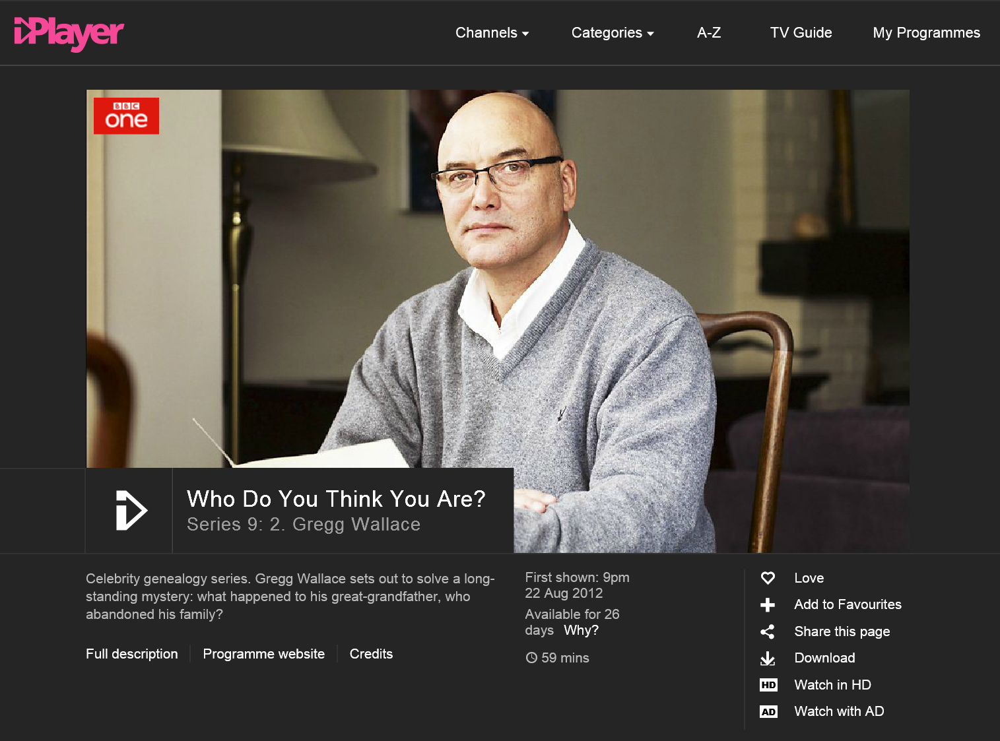 iPlayer
Channels
Categories
A-Z
TV Guide
My Programmes
BBC
one
Who Do You Think You Are?
Series 9: 2. Gregg Wallace
Celebrity genealogy series. Gregg Wallace sets out to solve a long-
standing mystery: what happened to his great-grandfather, who
abandoned his family?
Full description
Programme website
Credits
First shown: 9pm
22 Aug 2012
Available for 26
days Why?
59 mins
Love
Add to Favourites
Share this page
Download
HD Watch in HD
AD Watch with AD